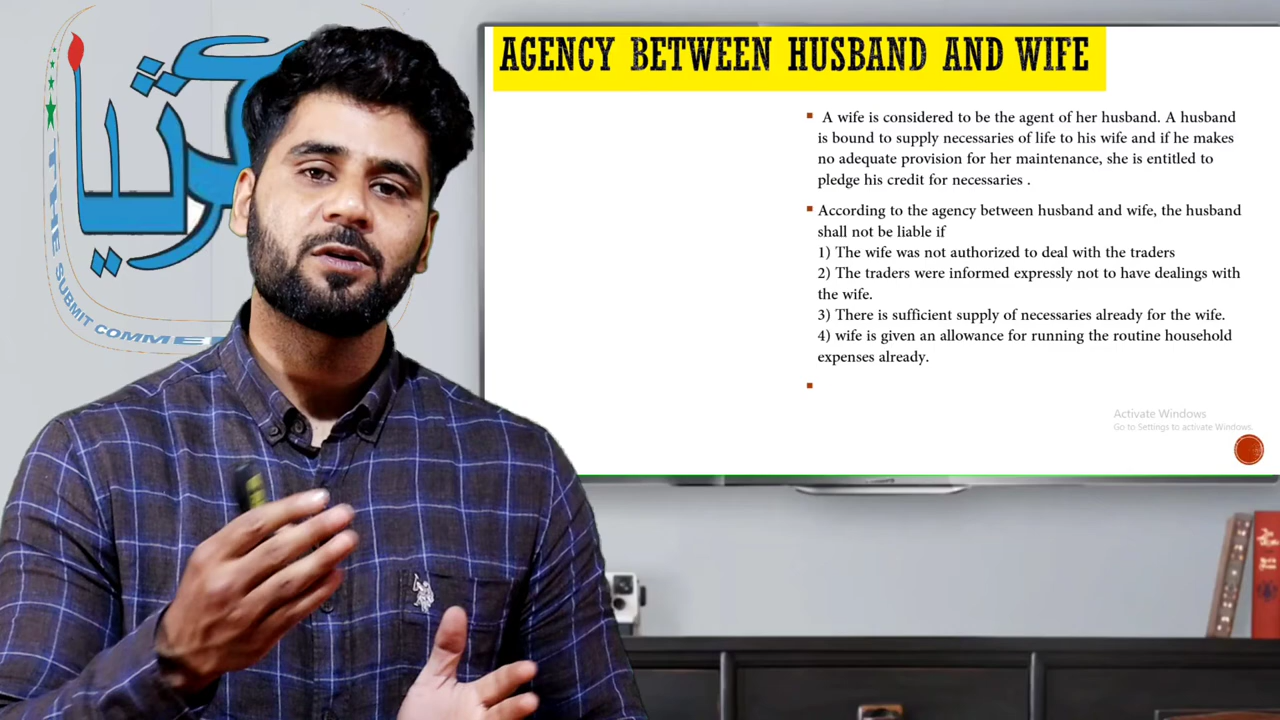 AGENCY BETWEEN HUSBAND AND WIFE
▪ A wife is considered to be the agent of her husband. A husband
is bound to supply necessaries of life to his wife and if he makes
no adequate provision for her maintenance, she is entitled to
pledge his credit for necessaries .
▪ According to the agency between husband and wife, the husband
shall not be liable if
1) The wife was not authorized to deal with the traders
2) The traders were informed expressly not to have dealings with
the wife.
3) There is sufficient supply of necessaries already for the wife.
4) wife is given an allowance for running the routine household
expenses already.
▪
Activate Windows
Go to Settings to activate Windows.
THE SUBMIT COMME